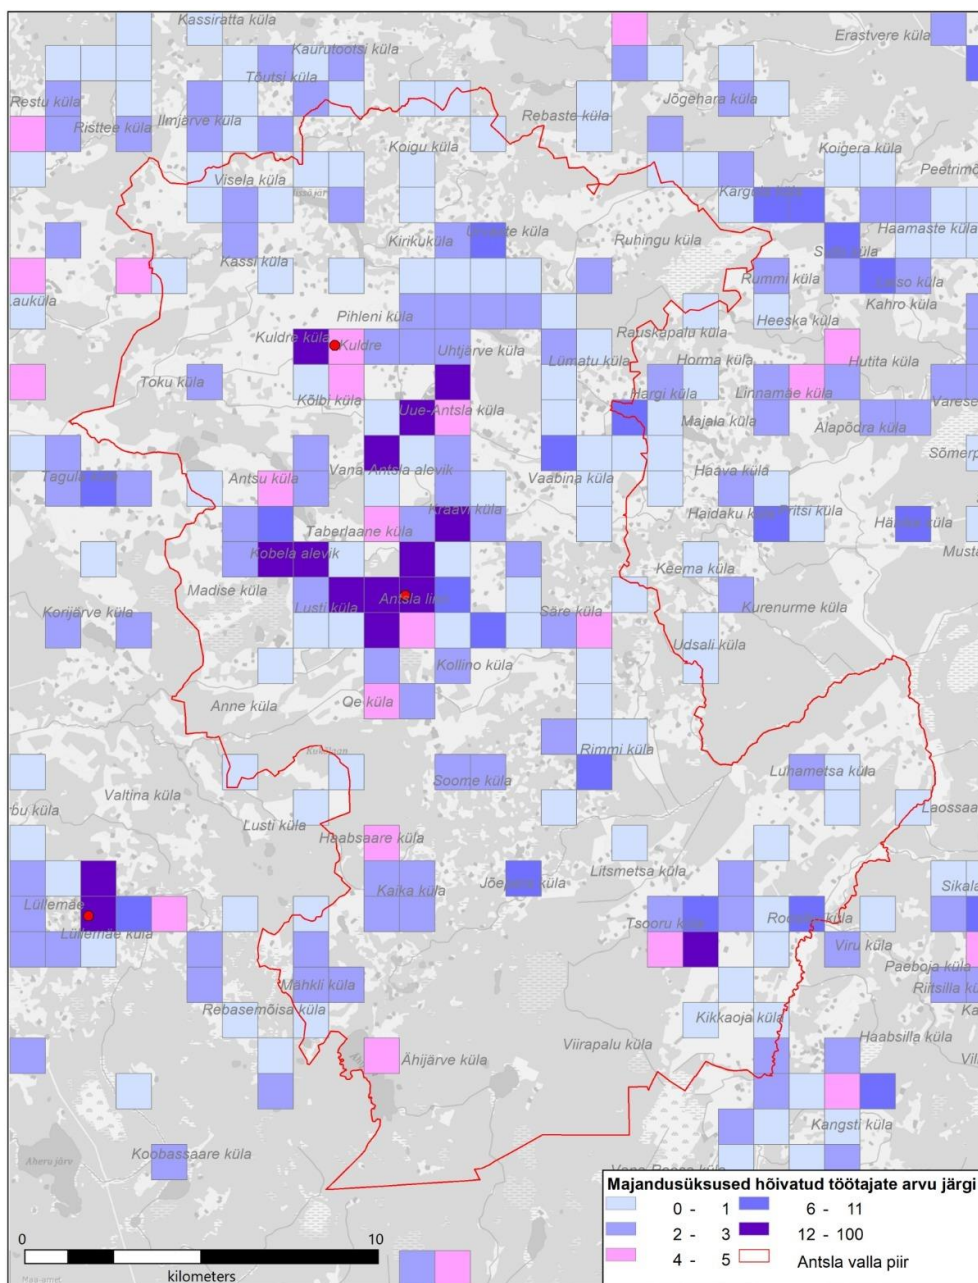 Kassiratta küla
Erastvere küla
Kaurutootsi küla
Tõutsi küla
Restu küla
Jõgehara küla
Ilmjärve küla
Rebaste küla
Risttee küla
Koigu küla
Koigera küla
Visela küla
Kärgula küla
Haamaste küla
Kirikuküla
Ruhingu küla
Kassi küla
Rummi küla
Lauküla
Kahro küla
Pihleni küla
Heeska küla
Rauskapalu küla
Kuldre küla
Kuldre
Uhtjärve küla
Lümatu küla
Horma küla
Hutita küla
Toku küla
Kõlbi küla
Hargi küla
Linnamäe küla
Uue-Antsla küla
Majala küla
Alapõdra küla
Vana-Antsla alevik
Tagula küla
Antsu küla
Vaabina küla
Haava küla
Kraavi küla
Haidaku küla
Pritsi küla
Taberlaane küla
Kobela alevik
Keema küla
Madise küla
Antsla linn
Korijärve küla
Lusti küla
Säre küla
Kurenurme küla
Udsali küla
Kollino küla
Anne küla
Oe küla
Rimmi küla
Soome küla
Luhametsa küla
Valtina küla
Lusti küla
Haabsaare küla
Litsmetsa küla
Kaika küla
Jõepera küla
Lüllemäe
Tsooru küla
Roosiku küla
Lüllemäe küla
Viru küla
Paeboja küla
Mähkli küla
Rebasemõisa küla
Kikkaoja küla
Haabsilla küla
Ähijärve küla
Viirapalu küla
Kangsti küla
Koobassaare küla
Aheru järv
Majandusüksused hõivatud töötajate arvu järgi
0 - 1 6 - 11
2 - 3 12 - 100
4 - 5 Antsla valla piir
0 10
kilometers
Maa-amet